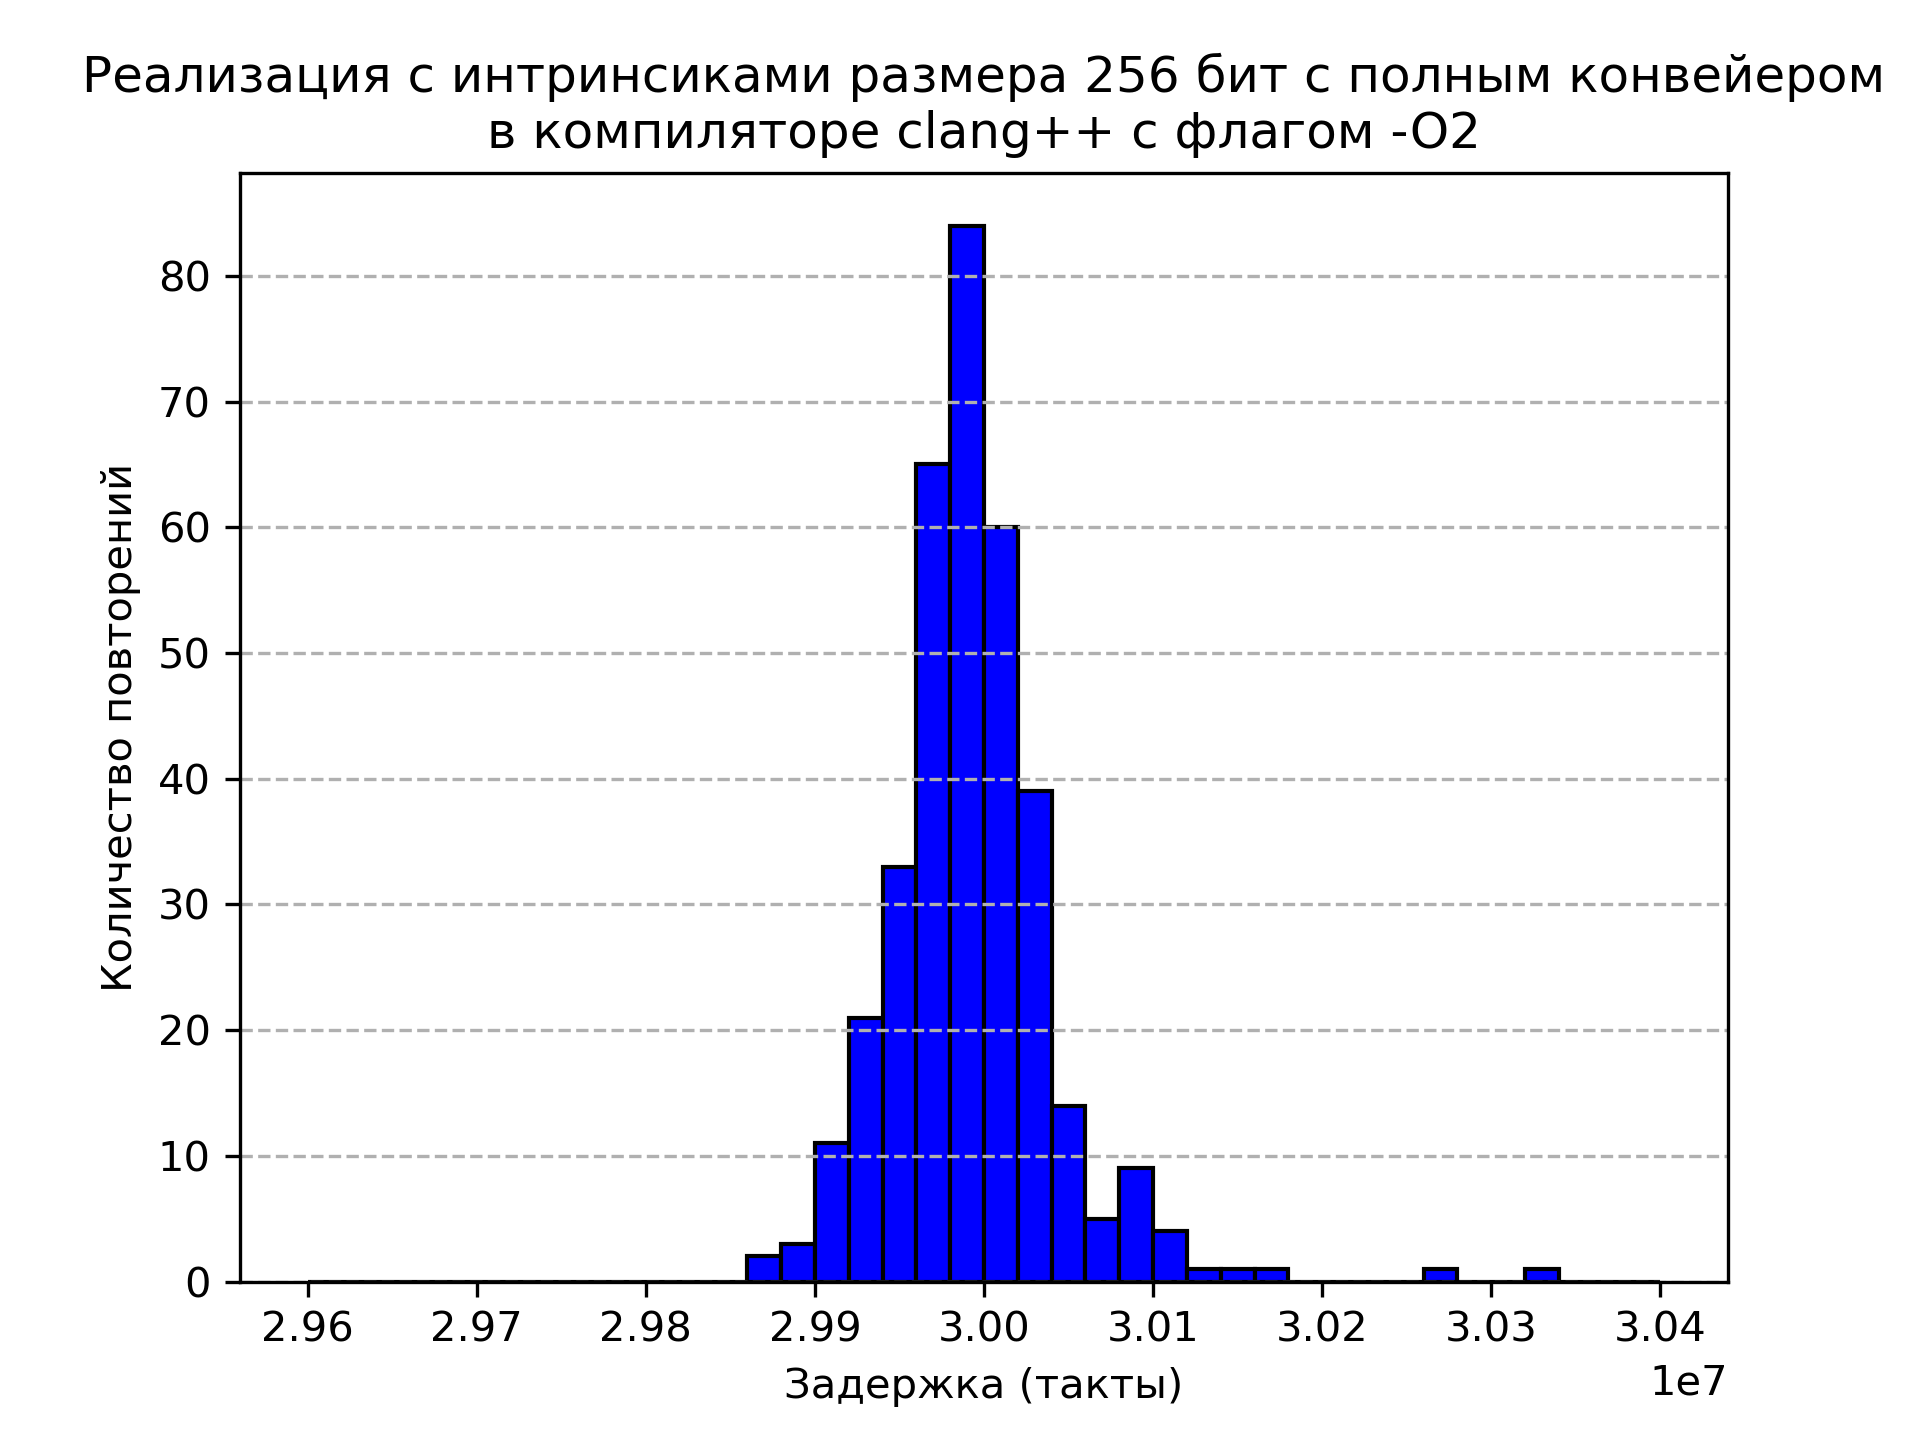 Реализация с интринсиками размера 256 бит с полным конвейером
в компиляторе clang++ с флагом -O2
Количество повторений
80
70
60
50
40
30
20
10
0
2.96 2.97 2.98 2.99 3.00 3.01 3.02 3.03 3.04
Задержка (такты)
1e7